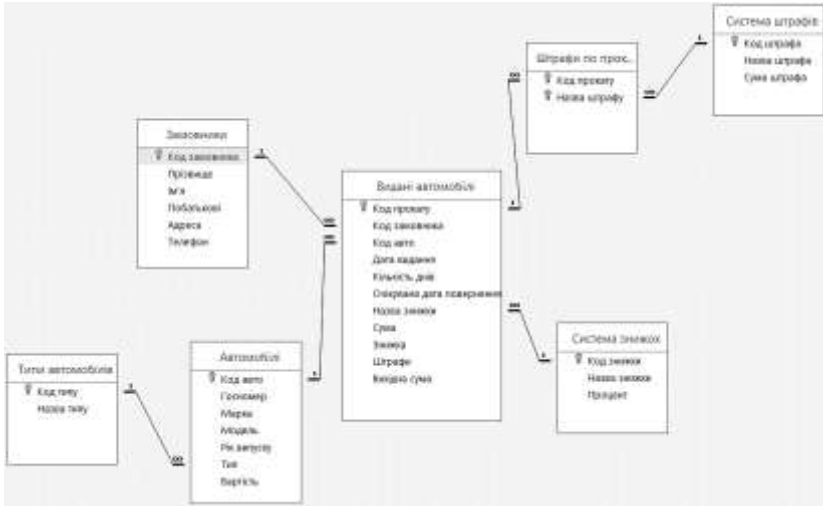 Система штрафів
Код штрафа
Назва штрафа
Сума штрафа
Штрафи по прок...
Код прокату
Назва штрафу
Замовники
Код замовника
Прізвище
Ім'я
Побатькові
Адреса
Телефон
Видані автомобілі
Код прокату
Код замовника
Код авто
Дата видання
Кількість днів
Очікувана дата повернення
Назва знижки
Сума
Знижка
Штрафи
Вихідна сума
Система знижок
Код знижки
Назва знижки
Процент
Автомобілі
Код авто
Госномер
Марка
Модель
Рік випуску
Тип
Вартість
Типи автомобілів
Код типу
Назва типу